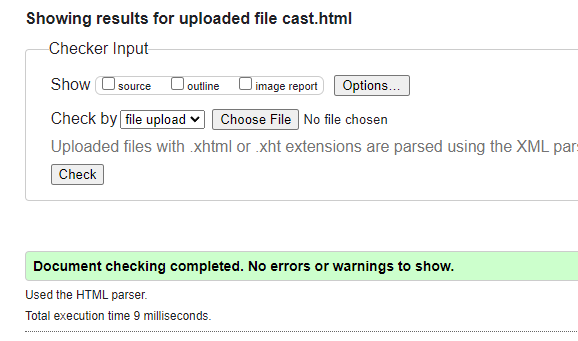 Showing results for uploaded file cast.html
Checker Input
Show source outline image report Options...
Check by file upload Choose File No file chosen
Uploaded files with .xhtml or .xht extensions are parsed using the XML
Check
Document checking completed. No errors or warnings to show.
Used the HTML parser.
Total execution time 9 milliseconds.